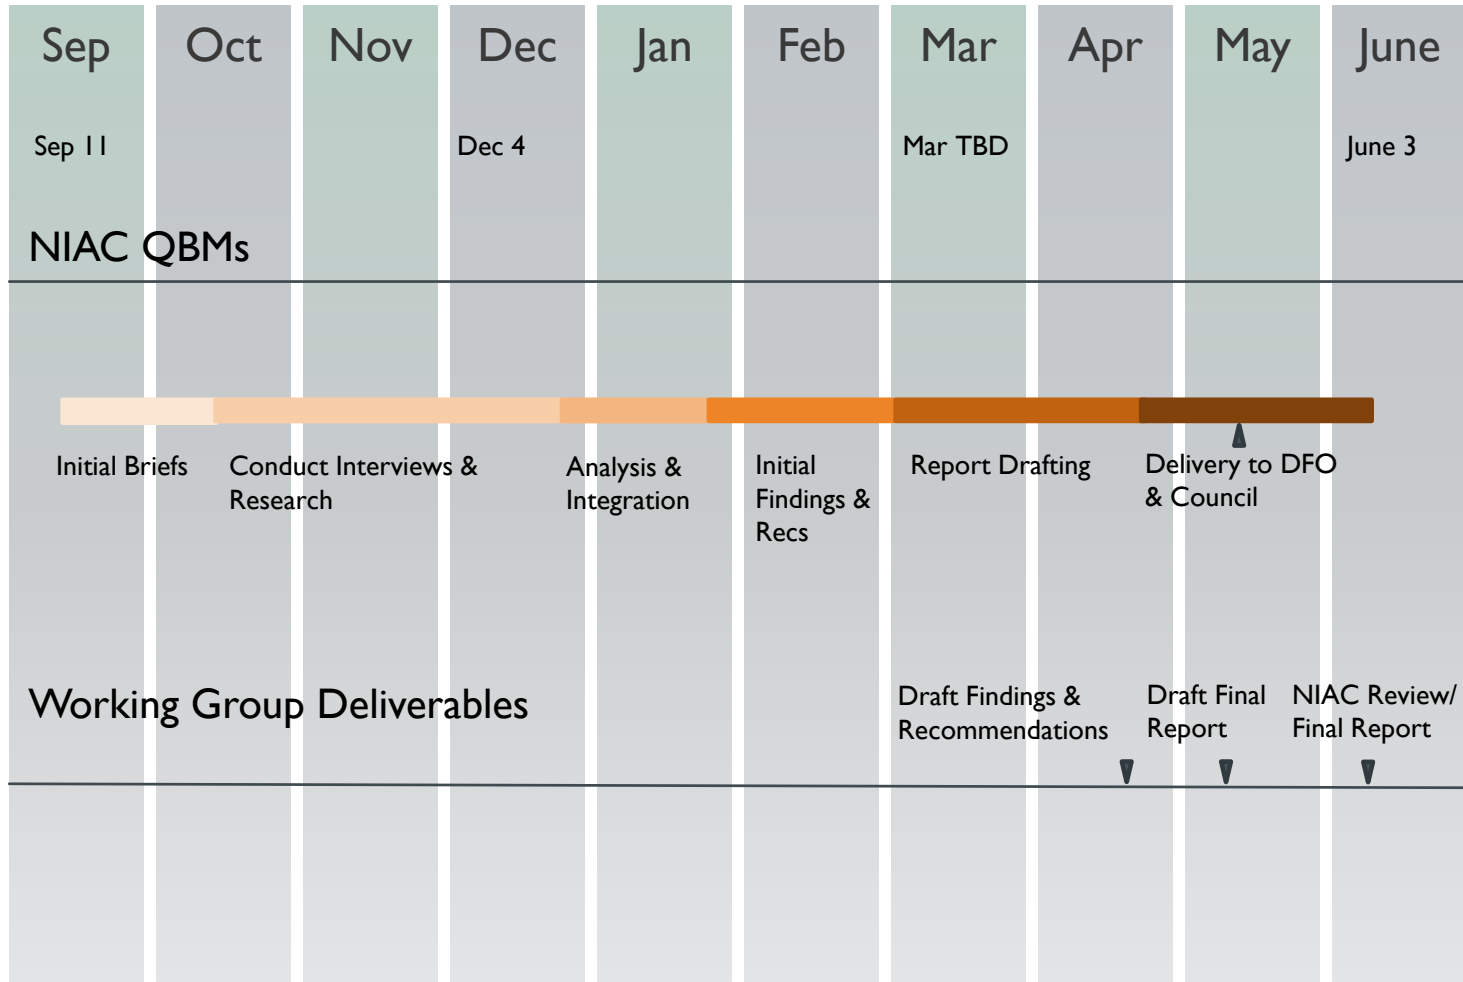 Sep Oct Nov Dec Jan Feb Mar Apr May June
Sep 11 Dec 4 Mar TBD June 3
NIAC QBMs
Initial Briefs
Conduct Interviews &
Research
Analysis &
Integration
Initial
Findings &
Recs
Report Drafting
Delivery to DFO
& Council
Working Group Deliverables
Draft Findings &
Recommendations
Draft Final
Report
NIAC Review/
Final Report